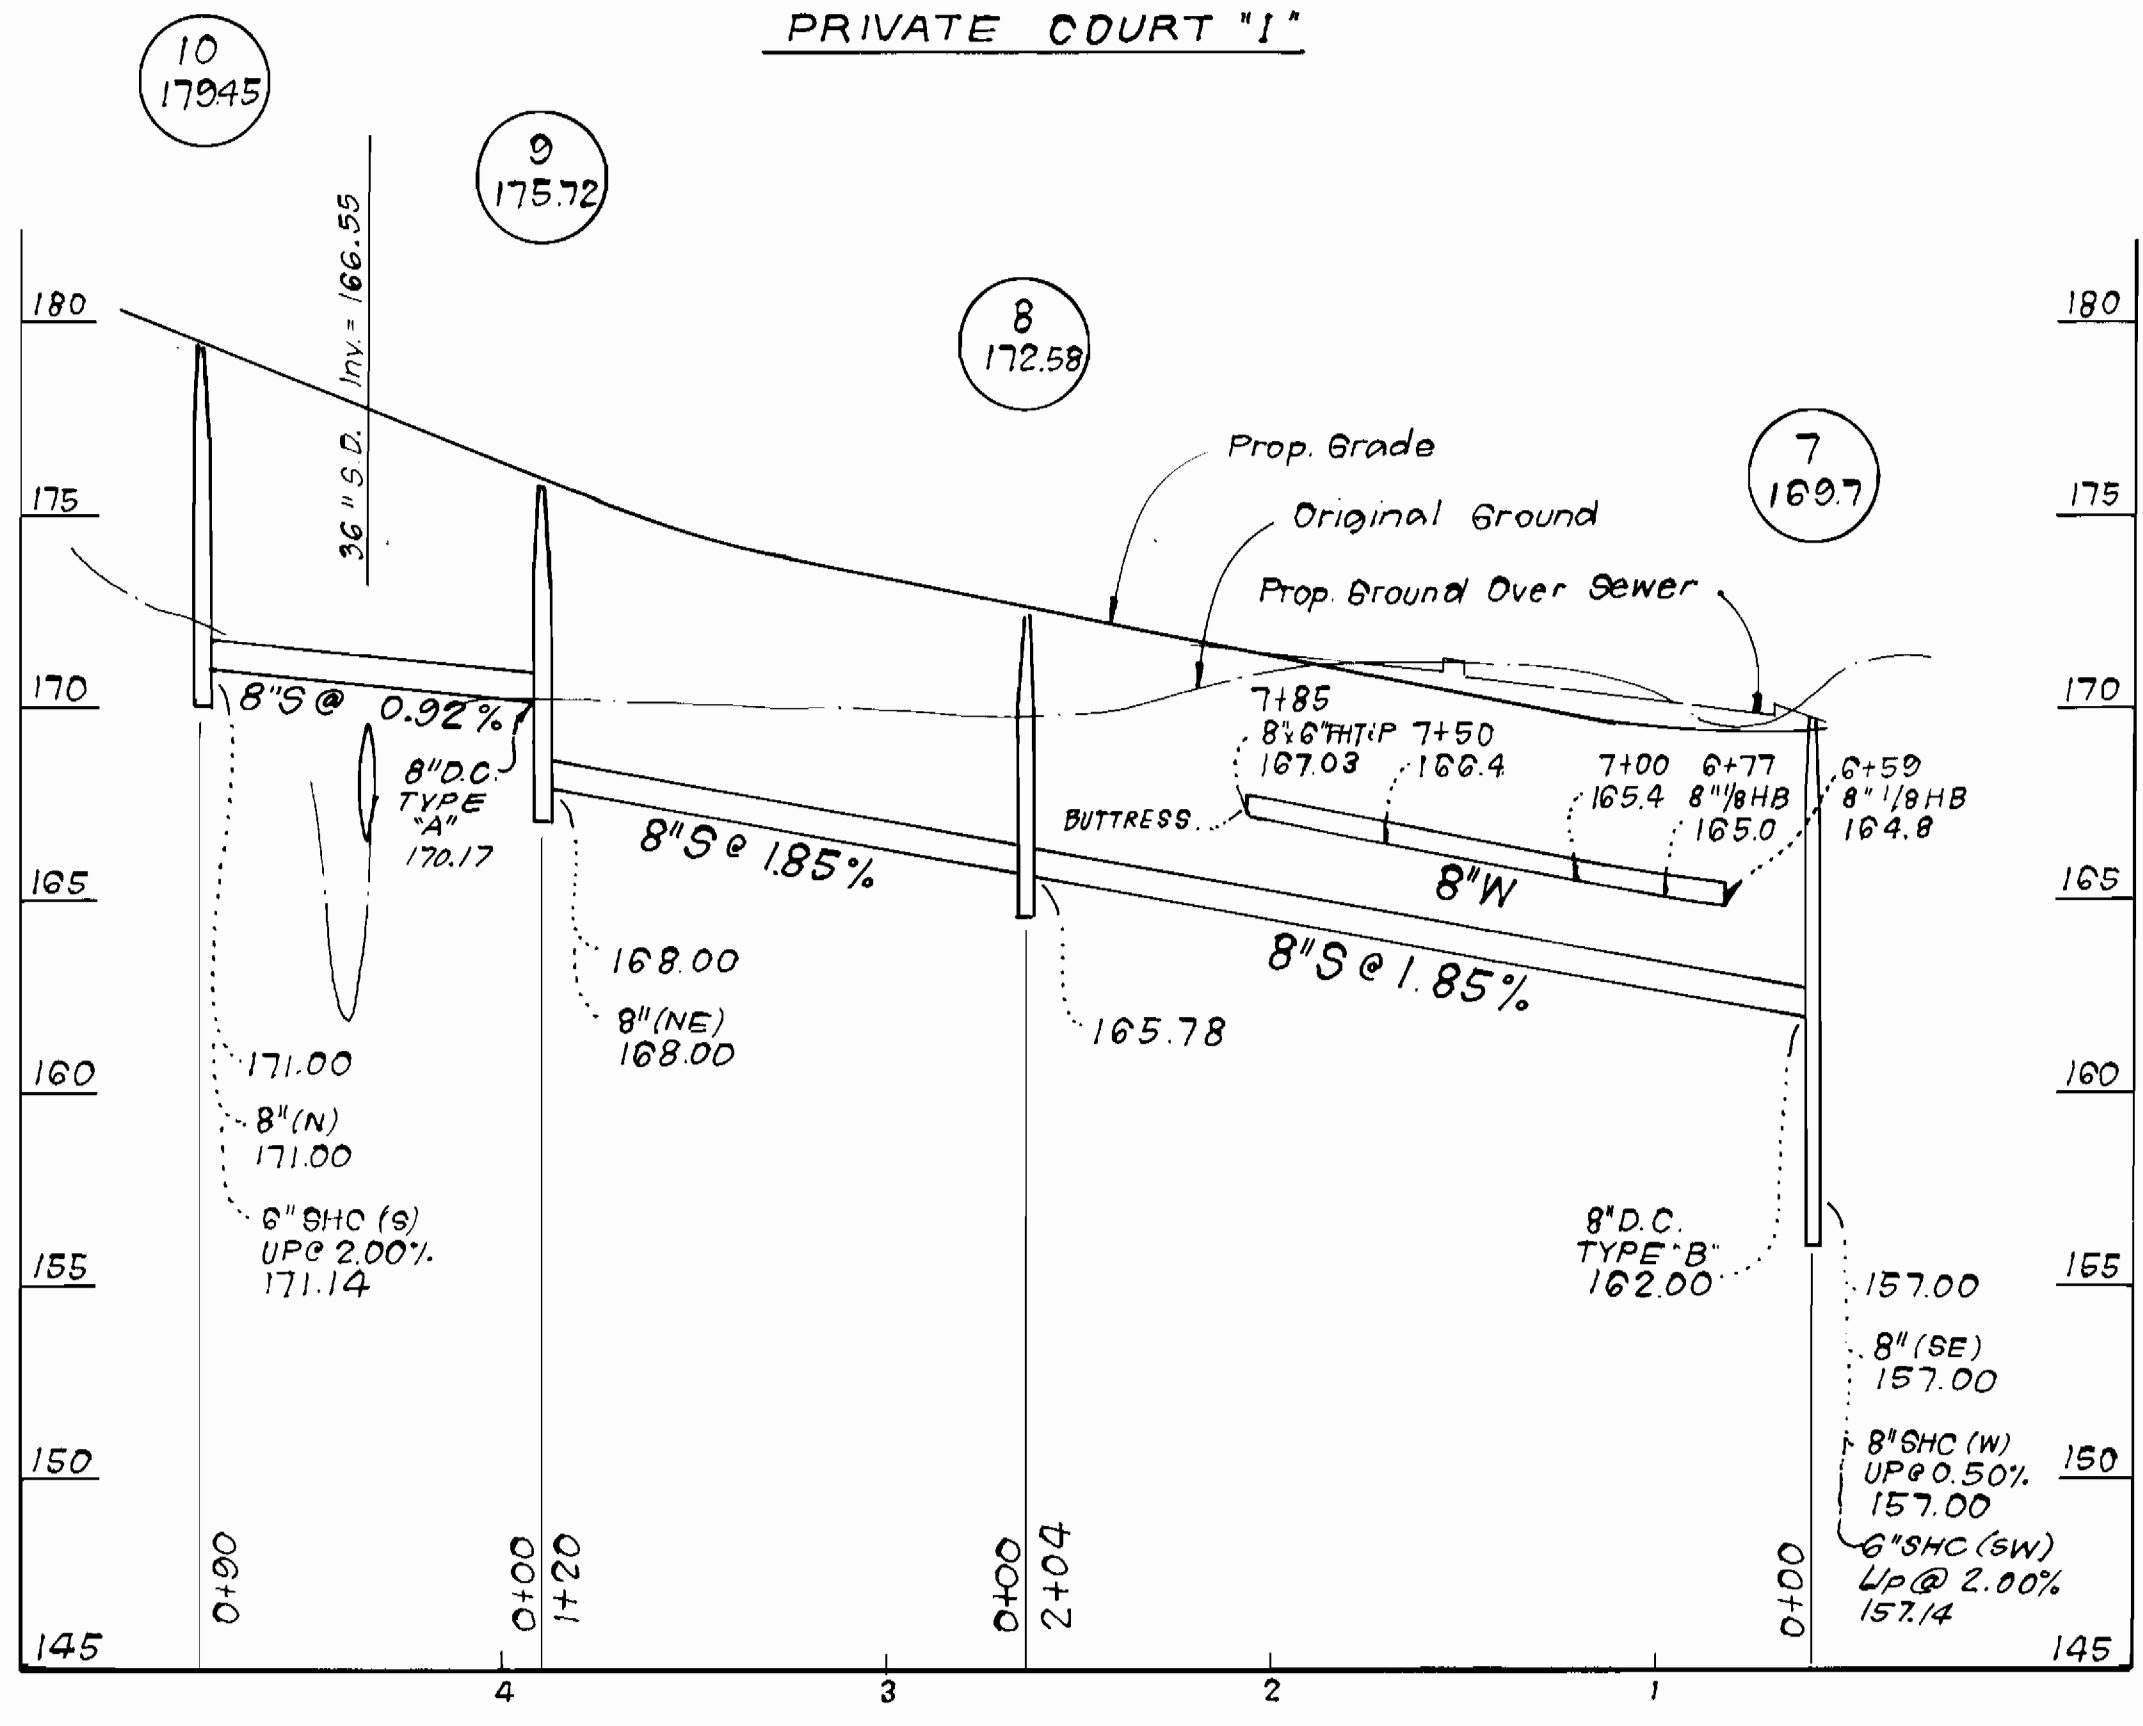 PRIVATE COURT "I"
10
179.45
9
175.72
8
172.58
7
169.7
36" S.D. Inv. = 166.55
180
175
170
165
160
155
150
145
180
175
170
165
160
155
150
145
Prop. Grade
Original Ground
Prop. Ground Over Sewer
8"S @ 0.92%
8"D.C.
TYPE
"A"
170.17
8"S @ 1.85%
168.00
8"(NE)
168.00
171.00
8"(N)
171.00
6"SHC (S)
UP@ 2.00%
171.14
165.78
8"S @ 1.85%
7+85
167.03
BUTTRESS
7+50
166.4
7+00
165.4
6+77
8" 1/8 HB
165.0
6+59
8" 1/8 HB
164.8
8"W
8"D.C.
TYPE "B"
162.00
157.00
8"(SE)
157.00
8"SHC (W)
UP@ 0.50%
157.00
6"SHC (SW)
UP@ 2.00%
157.14
0+90
0+00
1+20
0+00
2+04
0+00
4
3
2
1